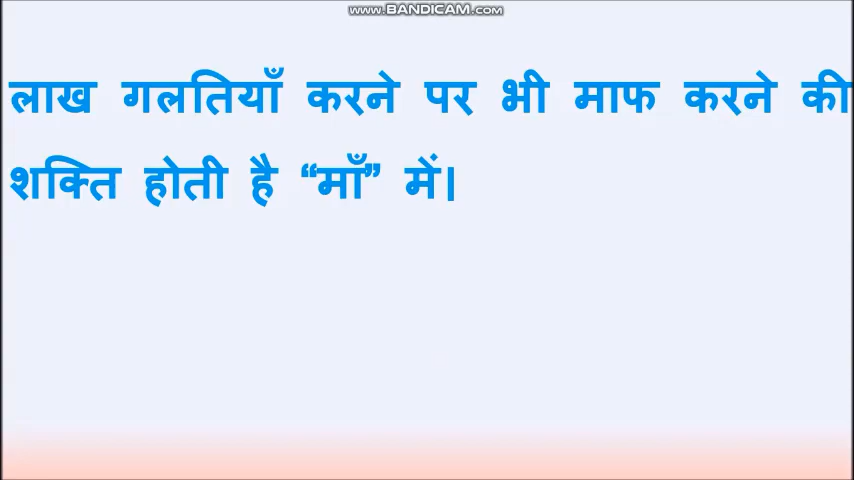 www.BANDICAM.com
लाख गलतियाँ करने पर भी माफ करने की
शक्ति होती है “माँ” में।